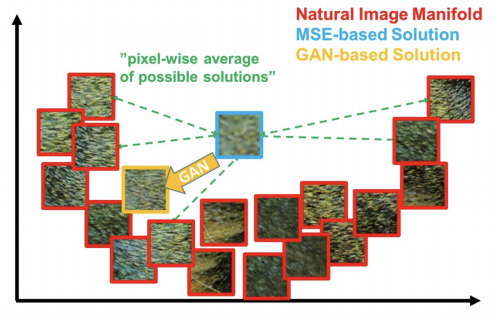 Natural Image Manifold
MSE-based Solution
GAN-based Solution
"pixel-wise average
of possible solutions"
GAN